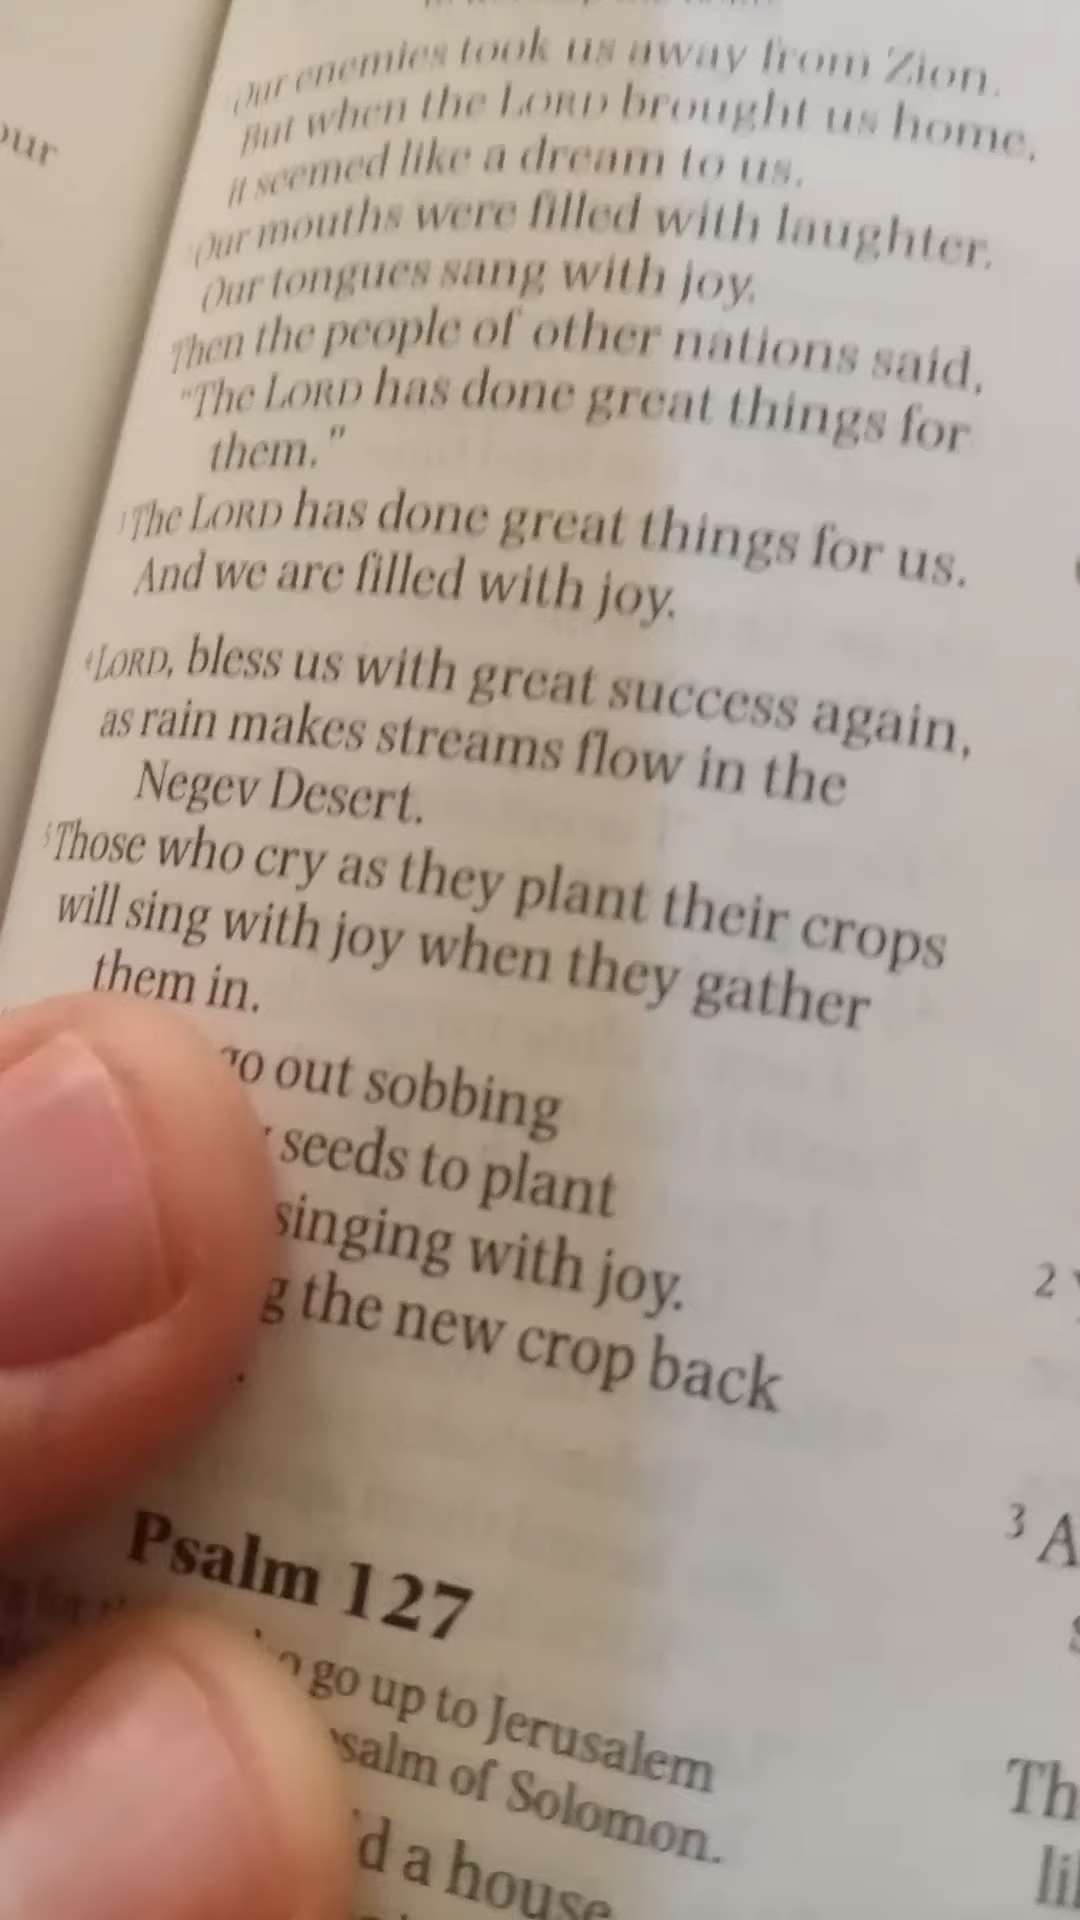 our
Our enemies took us away from Zion.
But when the LORD brought us home,
it seemed like a dream to us.
Our mouths were filled with laughter.
Our tongues sang with joy.
Then the people of other nations said,
"The LORD has done great things for
them."
3 The LORD has done great things for us.
And we are filled with joy.
4 LORD, bless us with great success again,
as rain makes streams flow in the
Negev Desert.
5 Those who cry as they plant their crops
will sing with joy when they gather
them in.
go out sobbing
seeds to plant
singing with joy.
g the new crop back
Psalm 127
go up to Jerusalem
salm of Solomon.
d a house
2
3 A
Th